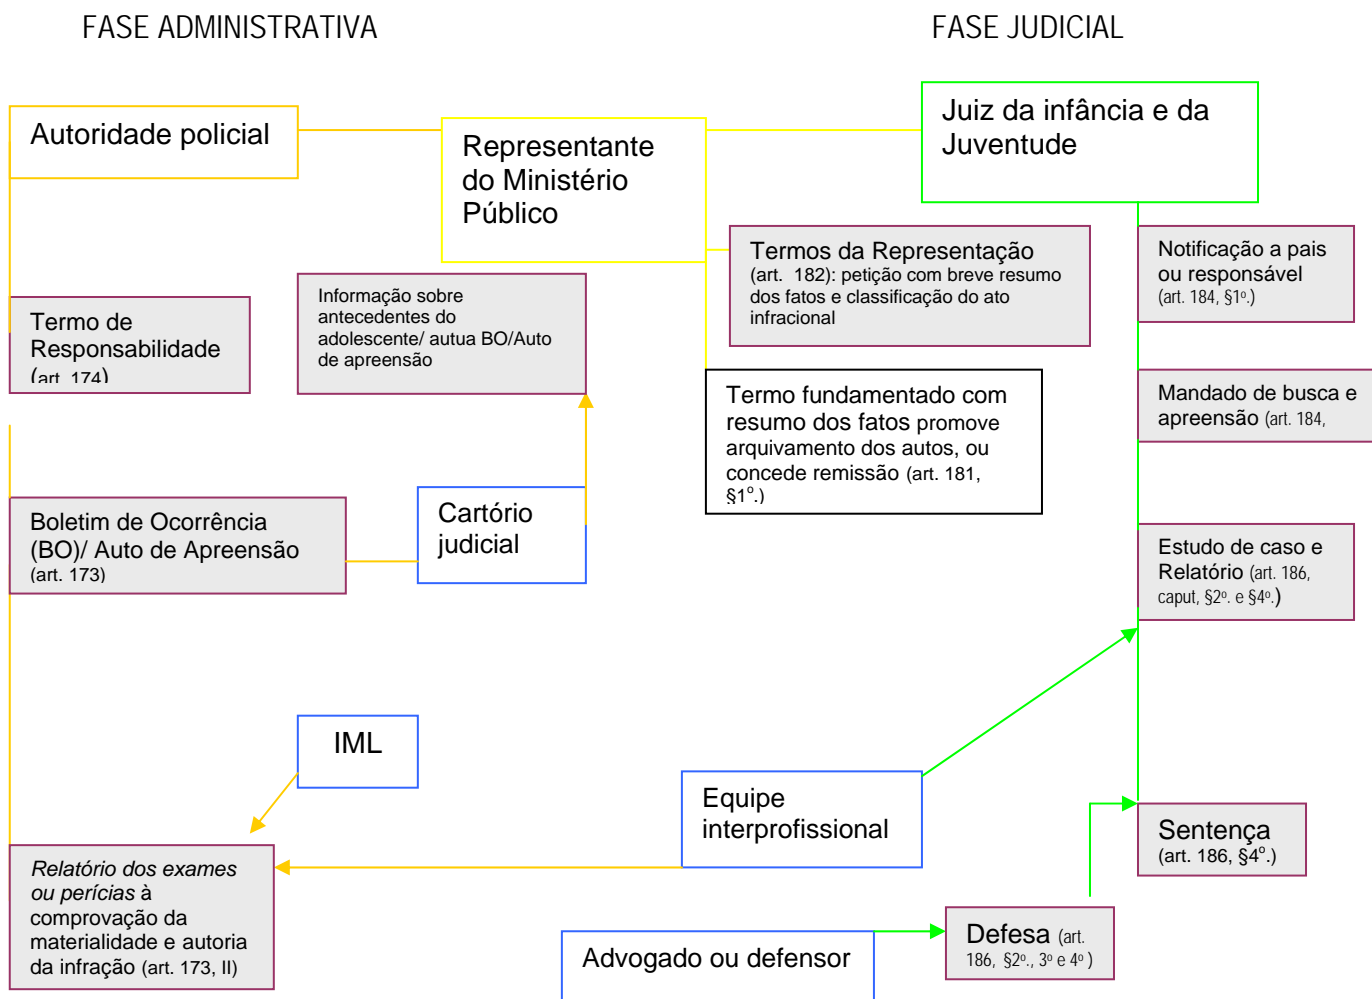 FASE ADMINISTRATIVA
FASE JUDICIAL
Autoridade policial
Representante
do Ministério
Público
Juiz da infância e da
Juventude
Termos da Representação
(art. 182): petição com breve resumo
dos fatos e classificação do ato
infracional
Notificação a pais
ou responsável
(art. 184, §1º.)
Informação sobre
antecedentes do
adolescente/ autua BO/Auto
de apreensão
Termo de
Responsabilidade
(art. 174)
Termo fundamentado com
resumo dos fatos promove
arquivamento dos autos, ou
concede remissão (art. 181,
§1º.)
Mandado de busca e
apreensão (art. 184,
Boletim de Ocorrência
(BO)/ Auto de Apreensão
(art. 173)
Cartório
judicial
Estudo de caso e
Relatório (art. 186,
caput, §2º. e §4º.)
IML
Equipe
interprofissional
Sentença
(art. 186, §4º.)
Relatório dos exames
ou perícias à
comprovação da
materialidade e autoria
da infração (art. 173, II)
Advogado ou defensor
Defesa (art.
186, §2º., 3º e 4º )